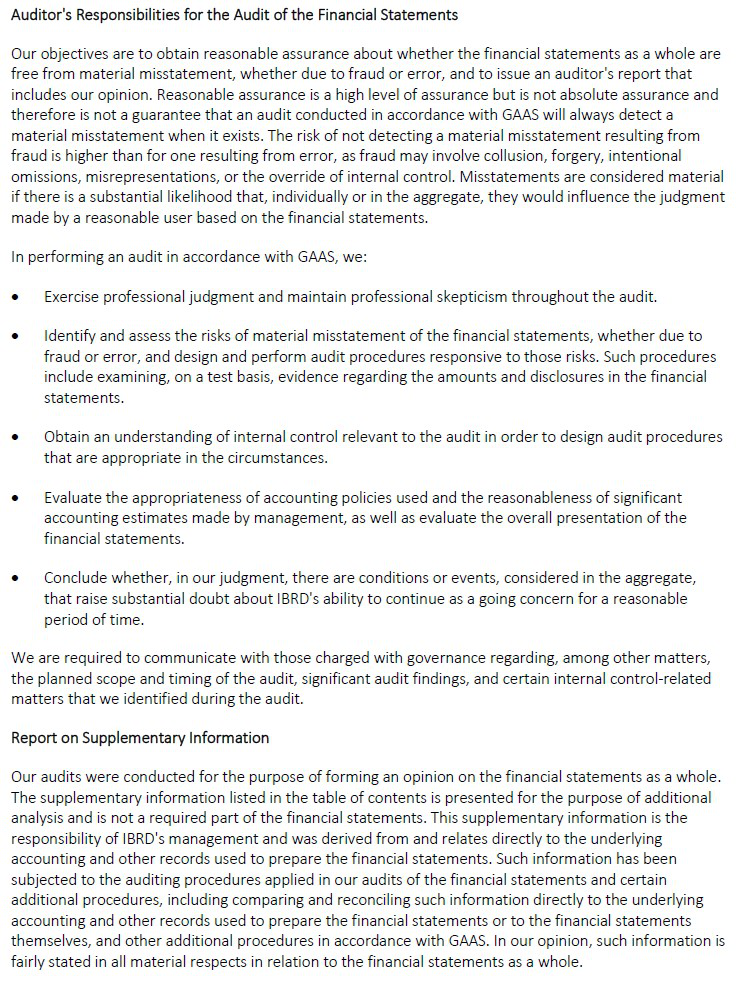 Auditor's Responsibilities for the Audit of the Financial Statements
Our objectives are to obtain reasonable assurance about whether the financial statements as a whole are
free from material misstatement, whether due to fraud or error, and to issue an auditor's report that
includes our opinion. Reasonable assurance is a high level of assurance but is not absolute assurance and
therefore is not a guarantee that an audit conducted in accordance with GAAS will always detect a
material misstatement when it exists. The risk of not detecting a material misstatement resulting from
fraud is higher than for one resulting from error, as fraud may involve collusion, forgery, intentional
omissions, misrepresentations, or the override of internal control. Misstatements are considered material
if there is a substantial likelihood that, individually or in the aggregate, they would influence the judgment
made by a reasonable user based on the financial statements.
In performing an audit in accordance with GAAS, we:
• Exercise professional judgment and maintain professional skepticism throughout the audit.
• Identify and assess the risks of material misstatement of the financial statements, whether due to
fraud or error, and design and perform audit procedures responsive to those risks. Such procedures
include examining, on a test basis, evidence regarding the amounts and disclosures in the financial
statements.
• Obtain an understanding of internal control relevant to the audit in order to design audit procedures
that are appropriate in the circumstances.
• Evaluate the appropriateness of accounting policies used and the reasonableness of significant
accounting estimates made by management, as well as evaluate the overall presentation of the
financial statements.
• Conclude whether, in our judgment, there are conditions or events, considered in the aggregate,
that raise substantial doubt about IBRD's ability to continue as a going concern for a reasonable
period of time.
We are required to communicate with those charged with governance regarding, among other matters,
the planned scope and timing of the audit, significant audit findings, and certain internal control-related
matters that we identified during the audit.
Report on Supplementary Information
Our audits were conducted for the purpose of forming an opinion on the financial statements as a whole.
The supplementary information listed in the table of contents is presented for the purpose of additional
analysis and is not a required part of the financial statements. This supplementary information is the
responsibility of IBRD's management and was derived from and relates directly to the underlying
accounting and other records used to prepare the financial statements. Such information has been
subjected to the auditing procedures applied in our audits of the financial statements and certain
additional procedures, including comparing and reconciling such information directly to the underlying
accounting and other records used to prepare the financial statements or to the financial statements
themselves, and other additional procedures in accordance with GAAS. In our opinion, such information is
fairly stated in all material respects in relation to the financial statements as a whole.